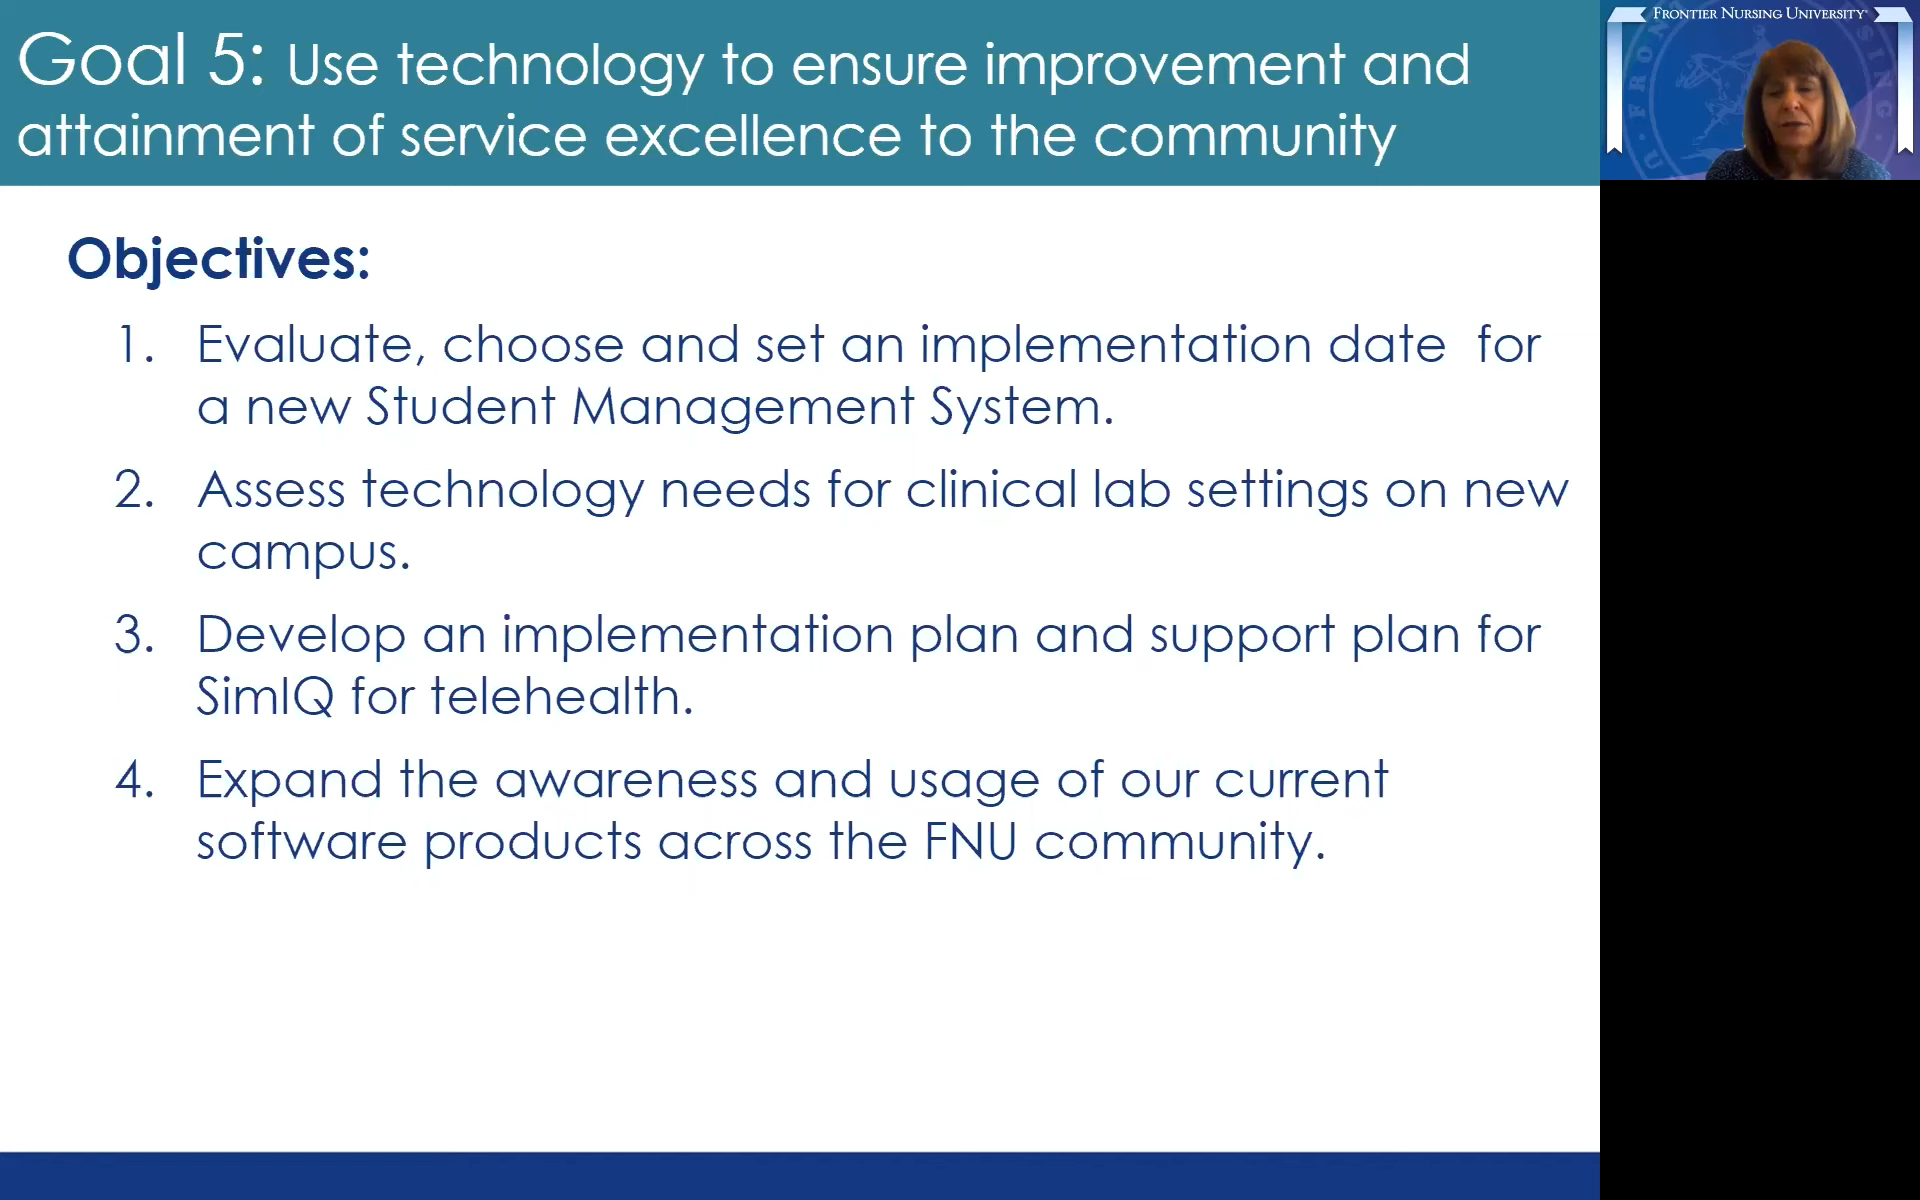 Goal 5: Use technology to ensure improvement and
attainment of service excellence to the community
FRONTIER NURSING UNIVERSITY
Objectives:
1. Evaluate, choose and set an implementation date  for
a new Student Management System.
2. Assess technology needs for clinical lab settings on new
campus.
3. Develop an implementation plan and support plan for
SimIQ for telehealth.
4. Expand the awareness and usage of our current
software products across the FNU community.